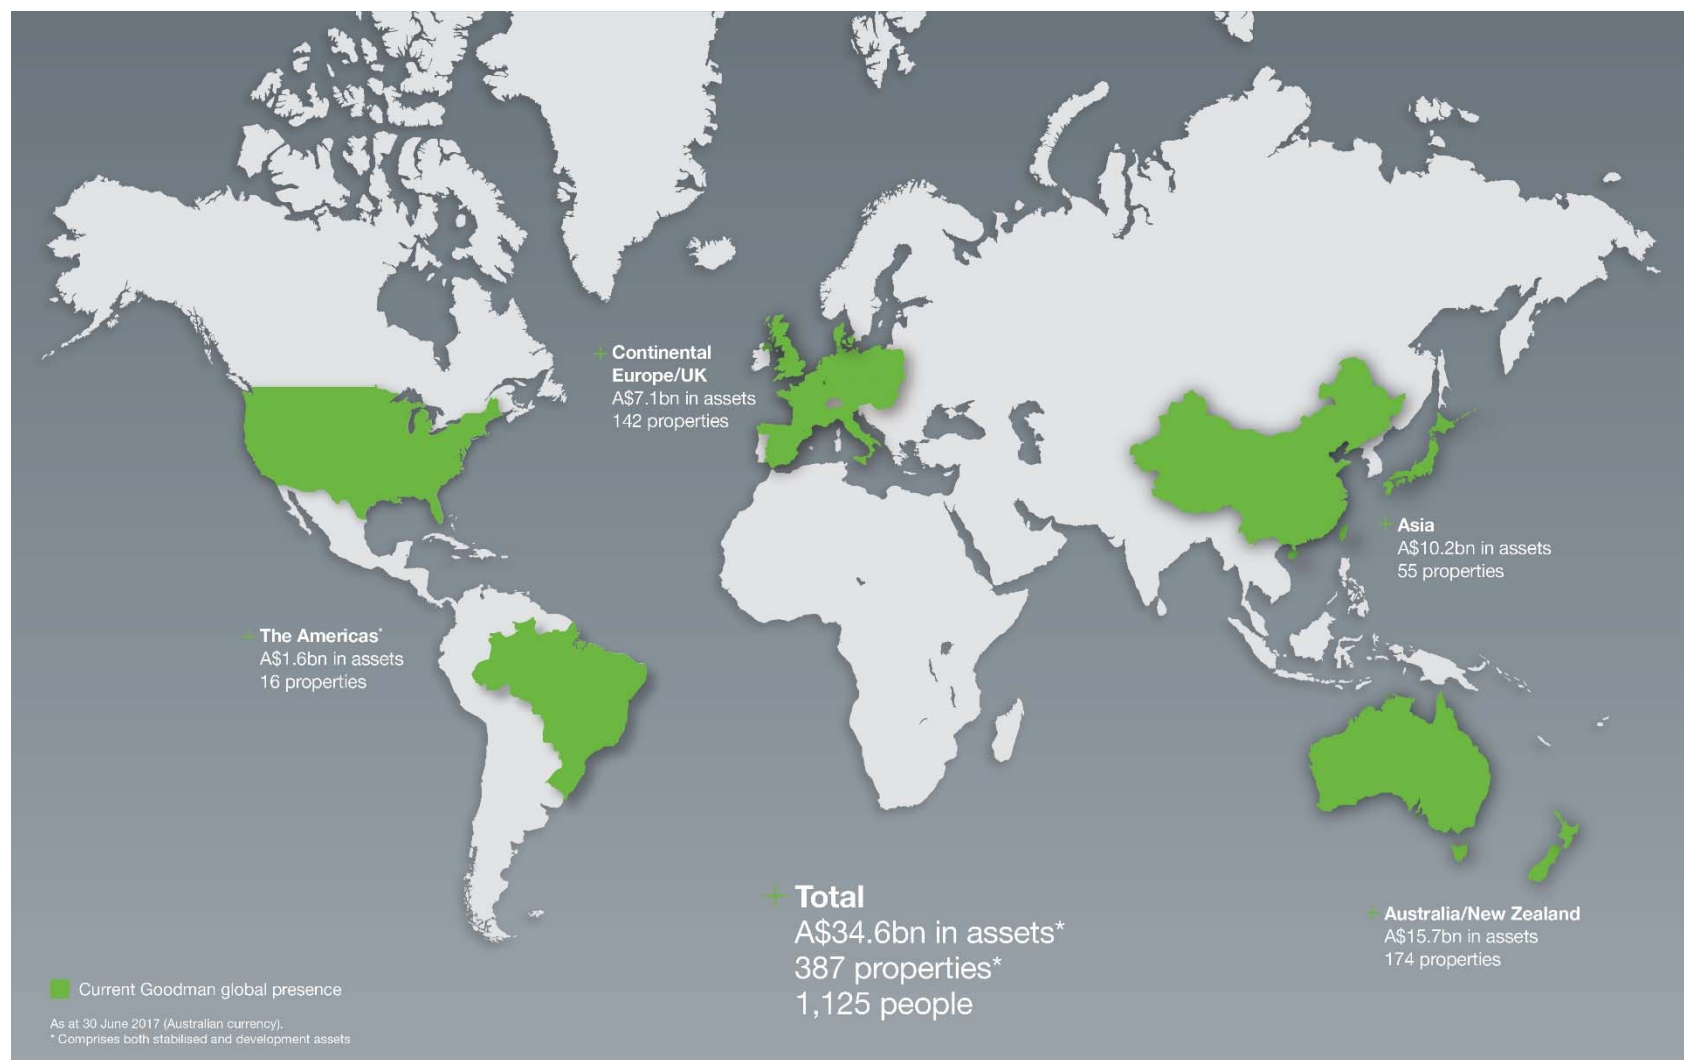 Continental
Europe/UK
A$7.1bn in assets
142 properties
Asia
A$10.2bn in assets
55 properties
The Americas*
A$1.6bn in assets
16 properties
Total
A$34.6bn in assets*
387 properties*
1,125 people
Australia/New Zealand
A$15.7bn in assets
174 properties
Current Goodman global presence
As at 30 June 2017 (Australian currency).
* Comprises both stabilised and development assets